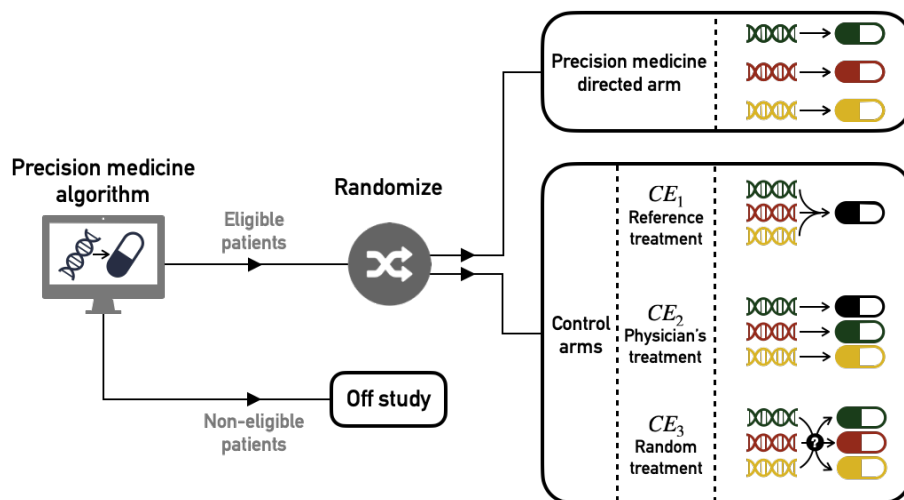 Precision medicine
algorithm
Eligible
patients
Randomize
Non-eligible
patients
Off study
Precision medicine
directed arm
Control
arms
CE1
Reference
treatment
CE2
Physician's
treatment
CE3
Random
treatment
?